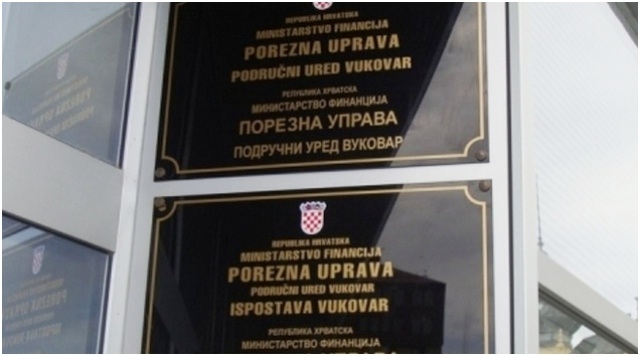 REPUBLIKA HRVATSKA
MINISTARSTVO FINANCIJA
POREZNA UPRAVA
PODRUČNI URED VUKOVAR
РЕПУБЛИКА ХРВАТСКА
МИНИСТАРСТВО ФИНАНЦИЈА
ПОРЕЗНА УПРАВА
ПОДРУЧНИ УРЕД ВУКОВАР
REPUBLIKA HRVATSKA
MINISTARSTVO FINANCIJA
POREZNA UPRAVA
PODRUČNI URED VUKOVAR
ISPOSTAVA VUKOVAR
РЕПУБЛИКА ХРВАТСКА
МИНИСТАРСТВО ФИНАНЦИЈА